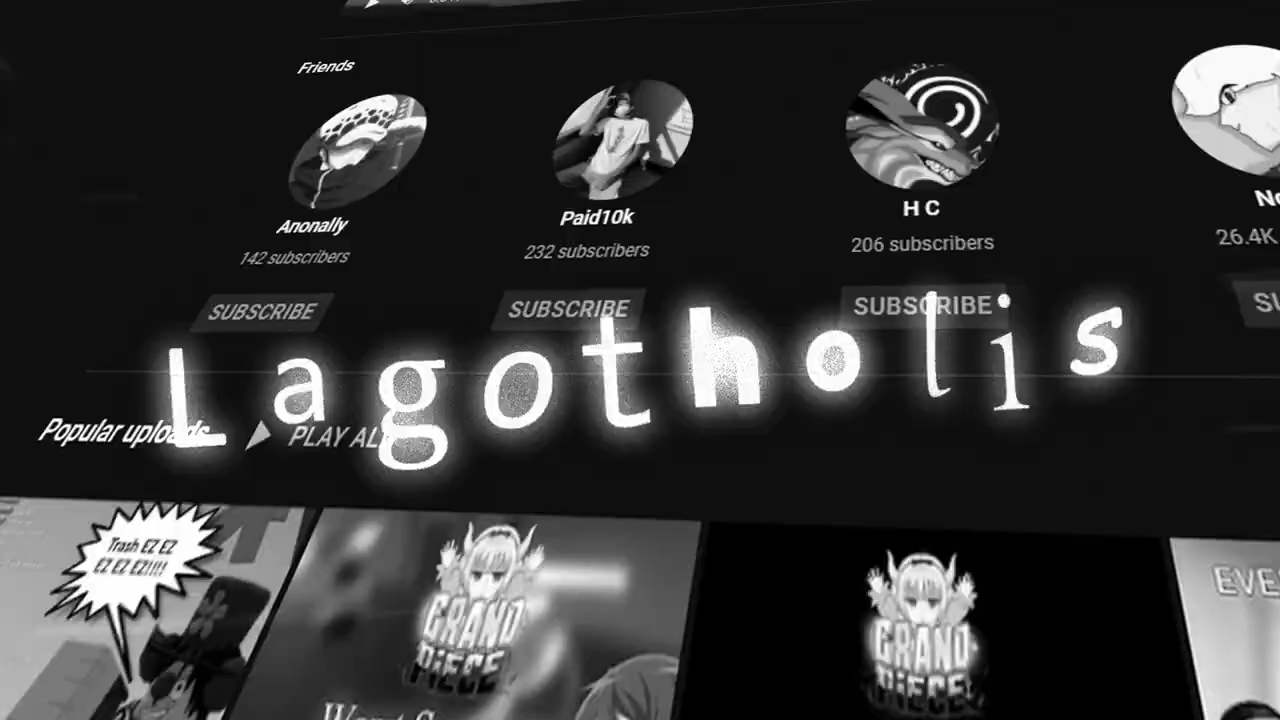 Friends
Anonally
Paid10k
H C
142 subscribers
232 subscribers
206 subscribers
26.4K
SUBSCRIBE
SUBSCRIBE
SUBSCRIBE
Lagotholis
Popular uploads
PLAY ALL
Trash EZ EZ
EZ EZ EZ!!!!
GRAND
PIECE
GRAND
PIECE